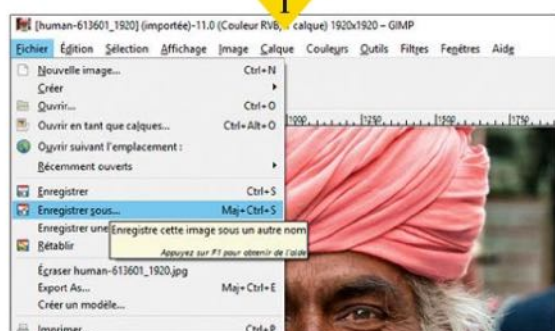 1
[human-613601_1920] (importée)-11.0 (Couleur RVB, calque) 1920x1920 – GIMP
Fichier Édition Sélection Affichage Image Calque Couleurs Outils Filtres Fenêtres Aide
Nouvelle image... Ctrl+N
Créer
Ouvrir... Ctrl+O
Ouvrir en tant que calques... Ctrl+Alt+O
Ouvrir suivant l'emplacement :
Récemment ouverts
Enregistrer Ctrl+S
Enregistrer sous... Maj+Ctrl+S
Enregistrer une
Enregistre cette image sous un autre nom
Appuyez sur F1 pour obtenir de l'aide
Rétablir
Écraser human-613601_1920.jpg
Export As... Maj+Ctrl+E
Créer un modèle...
Imprimer Ctrl+P
1000 1250 1500 1750